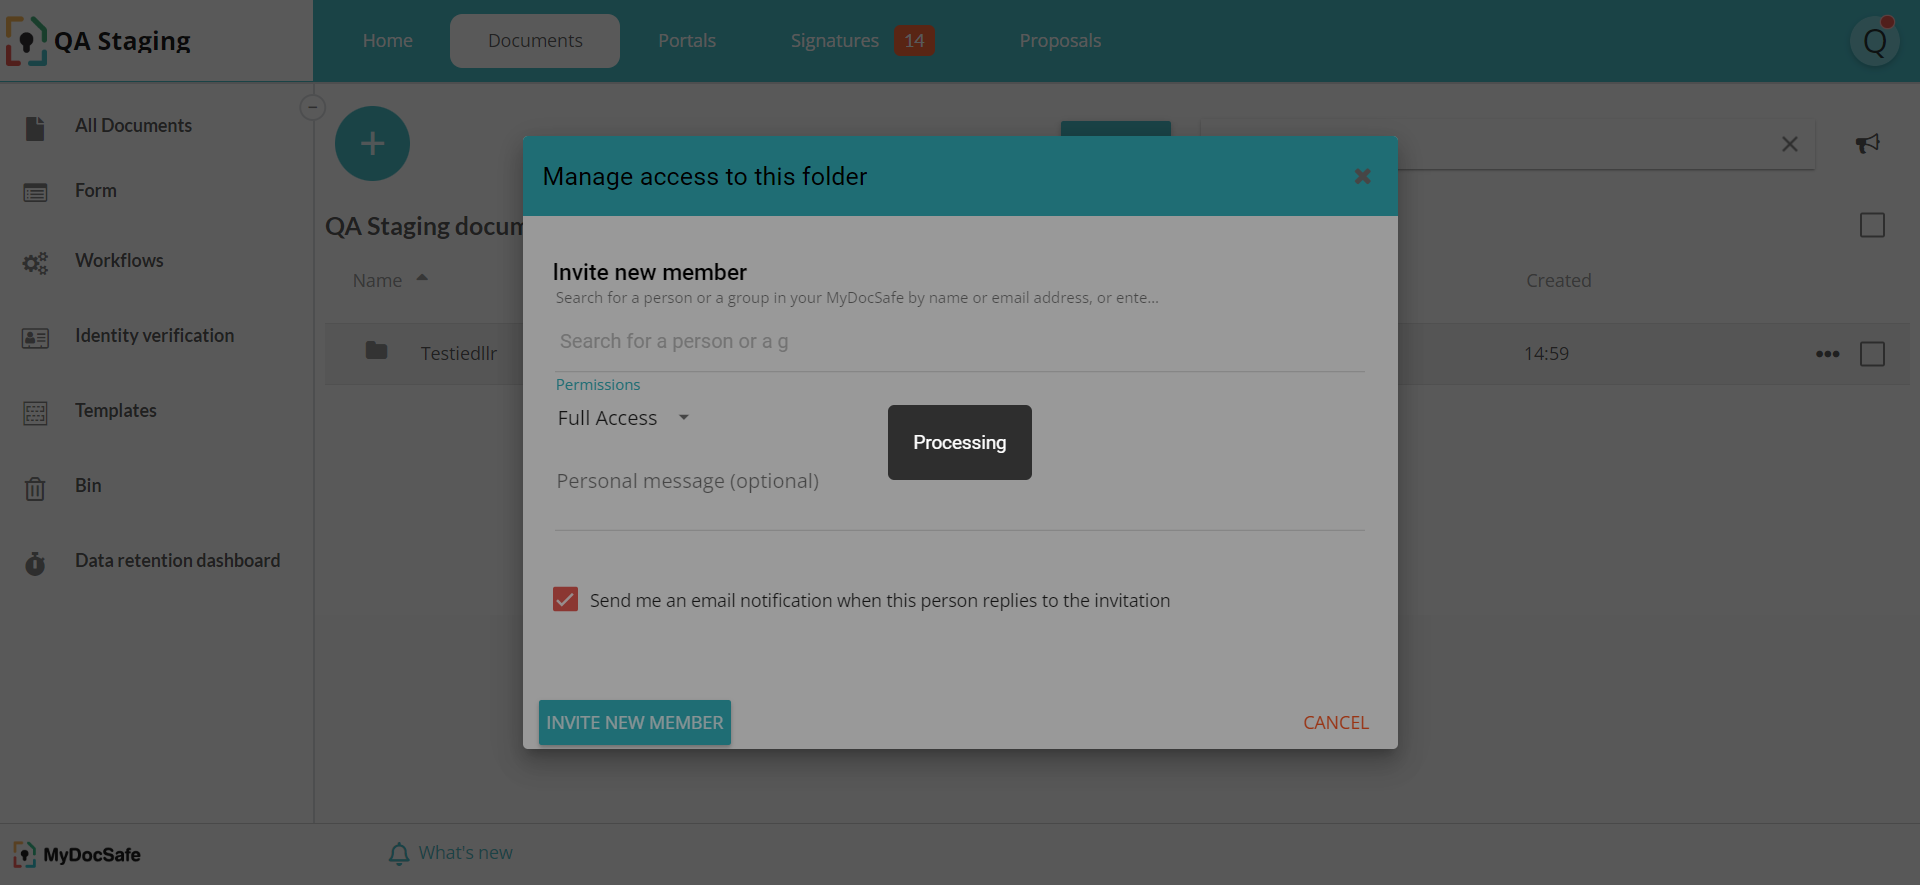 QA Staging
Home
Documents
Portals
Signatures 14
Proposals
Q
All Documents
Form
Workflows
Identity verification
Templates
Bin
Data retention dashboard
QA Staging docum
Name
Created
Testiedllr
14:59
Manage access to this folder
Invite new member
Search for a person or a group in your MyDocSafe by name or email address, or ente...
Search for a person or a g
Permissions
Full Access
Processing
Personal message (optional)
Send me an email notification when this person replies to the invitation
INVITE NEW MEMBER
CANCEL
MyDocSafe
What's new